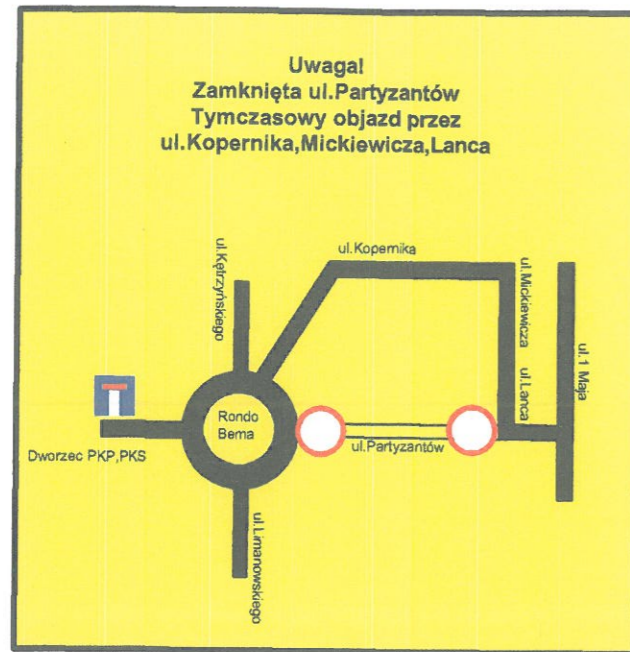 Uwaga!
Zamknięta ul.Partyzantów
Tymczasowy objazd przez
ul.Kopernika,Mickiewicza,Lanca
ul.Kopernika
ul.Kętrzyńskiego
ul.Mickiewicza
ul.1 Maja
ul.Lanca
Rondo
Bema
ul.Partyzantów
Dworzec PKP,PKS
ul.Limanowskiego